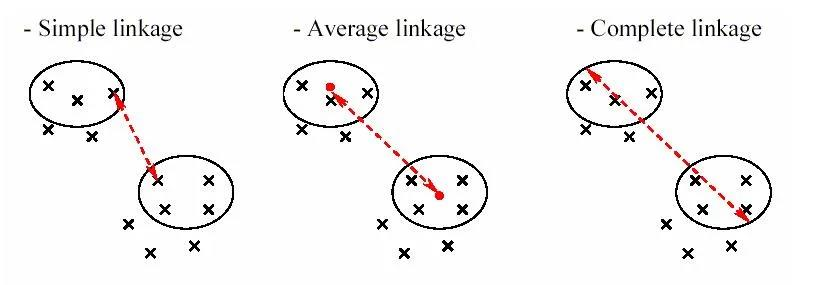 - Simple linkage
- Average linkage
- Complete linkage